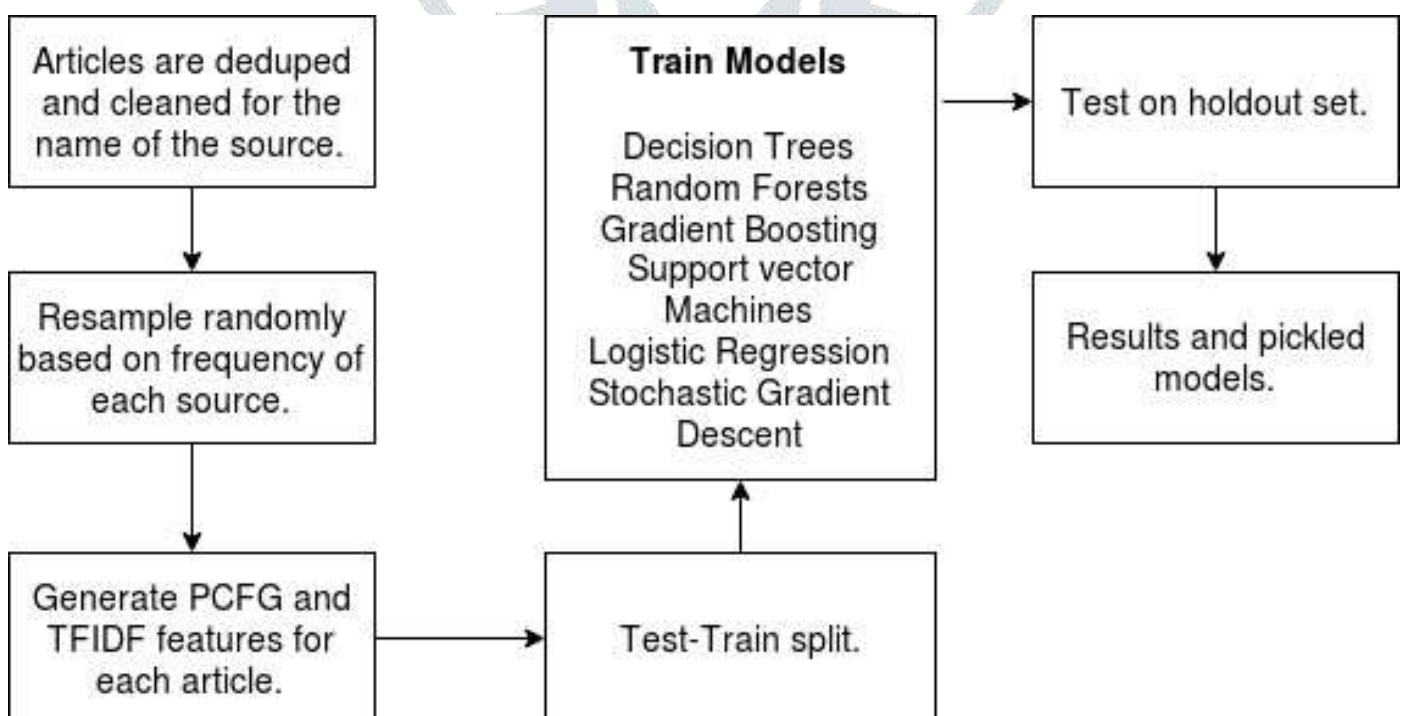 Articles are deduped
and cleaned for the
name of the source.
Resample randomly
based on frequency of
each source.
Generate PCFG and
TFIDF features for
each article.
Test-Train split.
Train Models
Decision Trees
Random Forests
Gradient Boosting
Support vector
Machines
Logistic Regression
Stochastic Gradient
Descent
Test on holdout set.
Results and pickled
models.